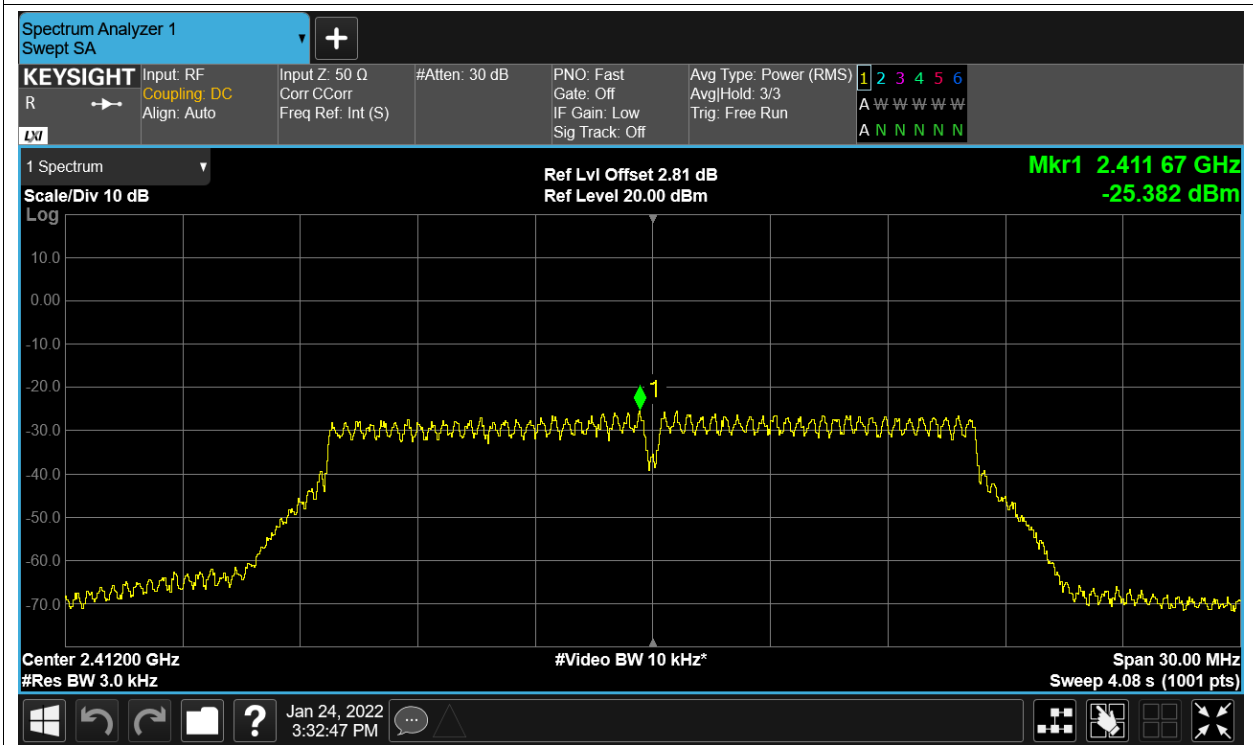 Spectrum Analyzer 1
Swept SA
+
KEYSIGHT
R
LXI
Input: RF
Coupling: DC
Align: Auto
Input Z: 50 Ω
Corr CCorr
Freq Ref: Int (S)
#Atten: 30 dB
PNO: Fast
Gate: Off
IF Gain: Low
Sig Track: Off
Avg Type: Power (RMS)
Avg|Hold: 3/3
Trig: Free Run
1 2 3 4 5 6
A W W W W W
A N N N N N
1 Spectrum
Scale/Div 10 dB
Log
Ref Lvl Offset 2.81 dB
Ref Level 20.00 dBm
Mkr1 2.411 67 GHz
-25.382 dBm
10.0
0.00
-10.0
-20.0
1
-30.0
-40.0
-50.0
-60.0
-70.0
Center 2.41200 GHz
#Res BW 3.0 kHz
#Video BW 10 kHz*
Span 30.00 MHz
Sweep 4.08 s (1001 pts)
?
Jan 24, 2022
3:32:47 PM